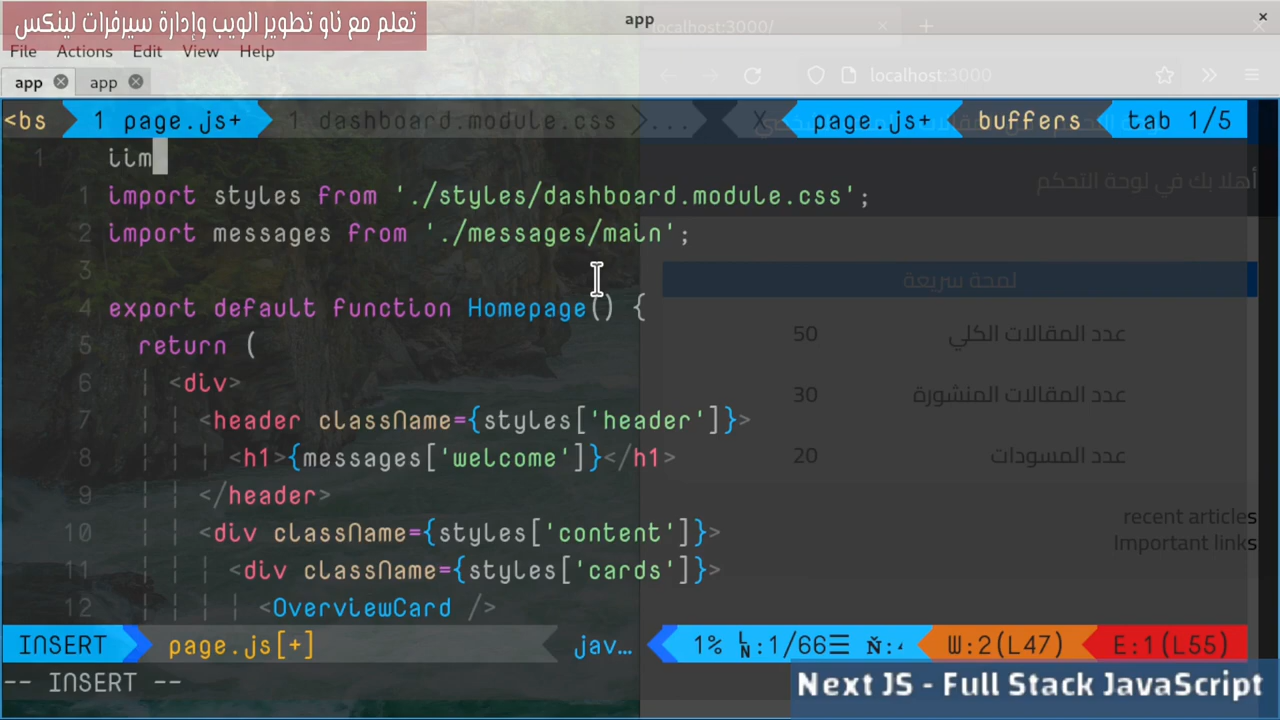 تعلم مع ناو تطوير الويب وإدارة سيرفرات لينكس
app
localhost:3000/
File Actions Edit View Help
localhost:3000
app app
<bs 1 page.js+ 1 dashboard.module.css ... X page.js+ buffers tab 1/5
1 iim
أهلا بك في لوحة التحكم
1 import styles from './styles/dashboard.module.css';
2 import messages from './messages/main';
3
لمحة سريعة
4 export default function Homepage() {
عدد المقالات الكلي 50
5 return (
6 <div>
عدد المقالات المنشورة 30
7 <header className={styles['header']}>
8 <h1>{messages['welcome']}</h1>
عدد المسودات 20
9 </header>
recent articles
10 <div className={styles['content']}>
Important links
11 <div className={styles['cards']}>
12 <OverviewCard />
INSERT page.js[+] jav… 1% LN:1/66☰ Ň:4 W:2(L47) E:1(L55)
-- INSERT --
Next JS - Full Stack JavaScript